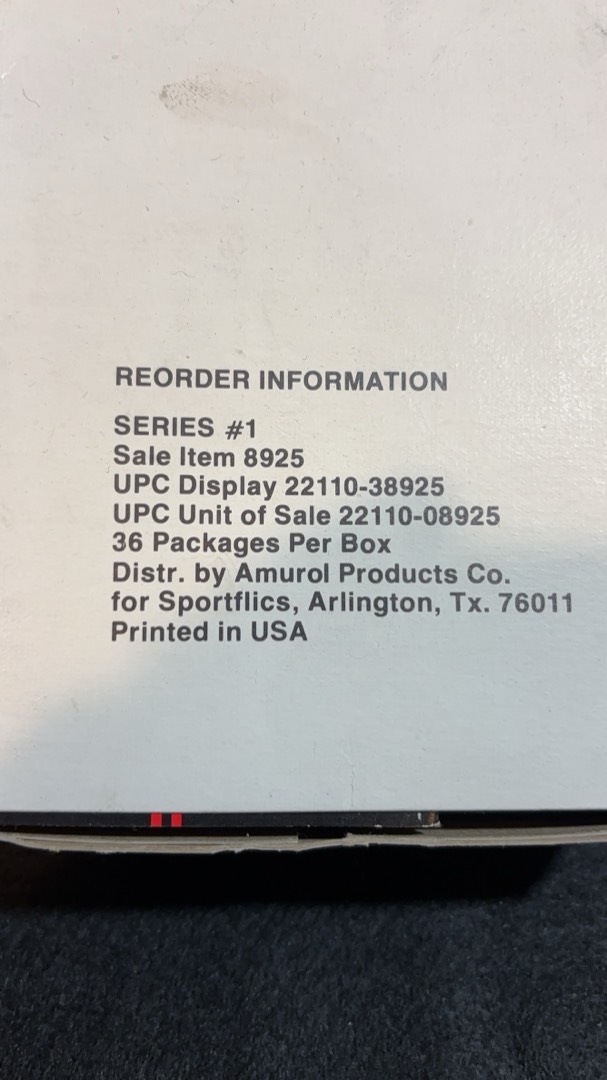 REORDER INFORMATION
SERIES #1
Sale Item 8925
UPC Display 22110-38925
UPC Unit of Sale 22110-08925
36 Packages Per Box
Distr. by Amurol Products Co.
for Sportflics, Arlington, Tx. 76011
Printed in USA